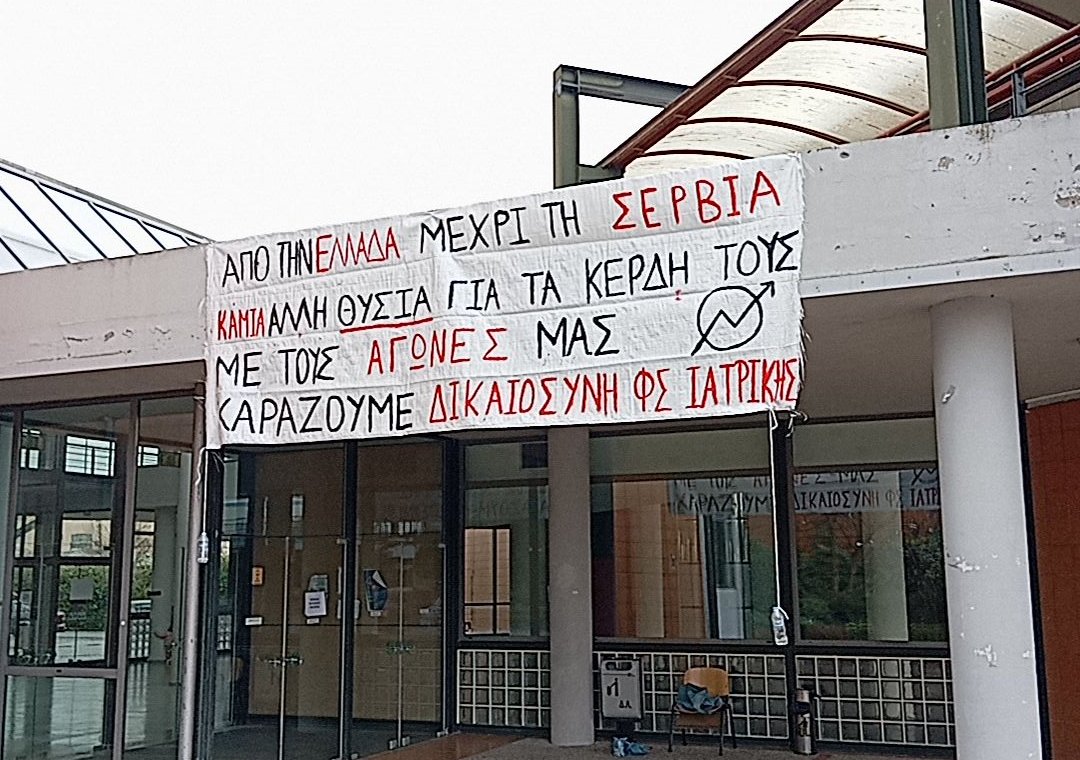 ΑΠΟ ΤΗΝ ΕΛΛΑΔΑ ΜΕΧΡΙ ΤΗ ΣΕΡΒΙΑ
ΚΑΜΙΑ ΑΛΛΗ ΘΥΣΙΑ ΓΙΑ ΤΑ ΚΕΡΔΗ ΤΟΥΣ
ΜΕ ΤΟΥΣ ΑΓΩΝΕΣ ΜΑΣ
ΧΑΡΑΖΟΥΜΕ ΔΙΚΑΙΟΣΥΝΗ ΦΣ ΙΑΤΡΙΚΗΣ
Δ.Λ.